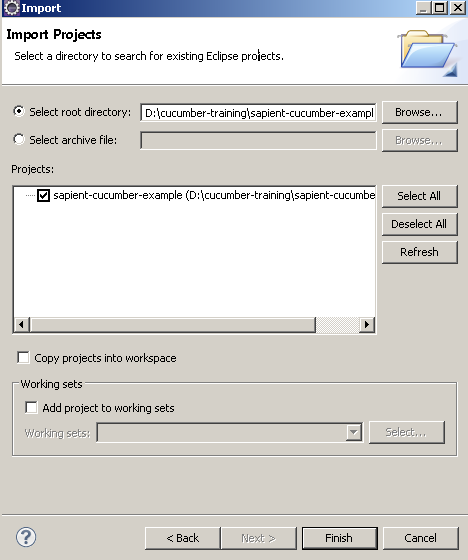 Import
Import Projects
Select a directory to search for existing Eclipse projects.
Select root directory: D:\cucumber-training\sapient-cucumber-exampl Browse...
Select archive file: Browse...
Projects:
sapient-cucumber-example (D:\cucumber-training\sapient-cucumbe
Select All
Deselect All
Refresh
Copy projects into workspace
Working sets
Add project to working sets
Working sets: Select...
? < Back Next > Finish Cancel